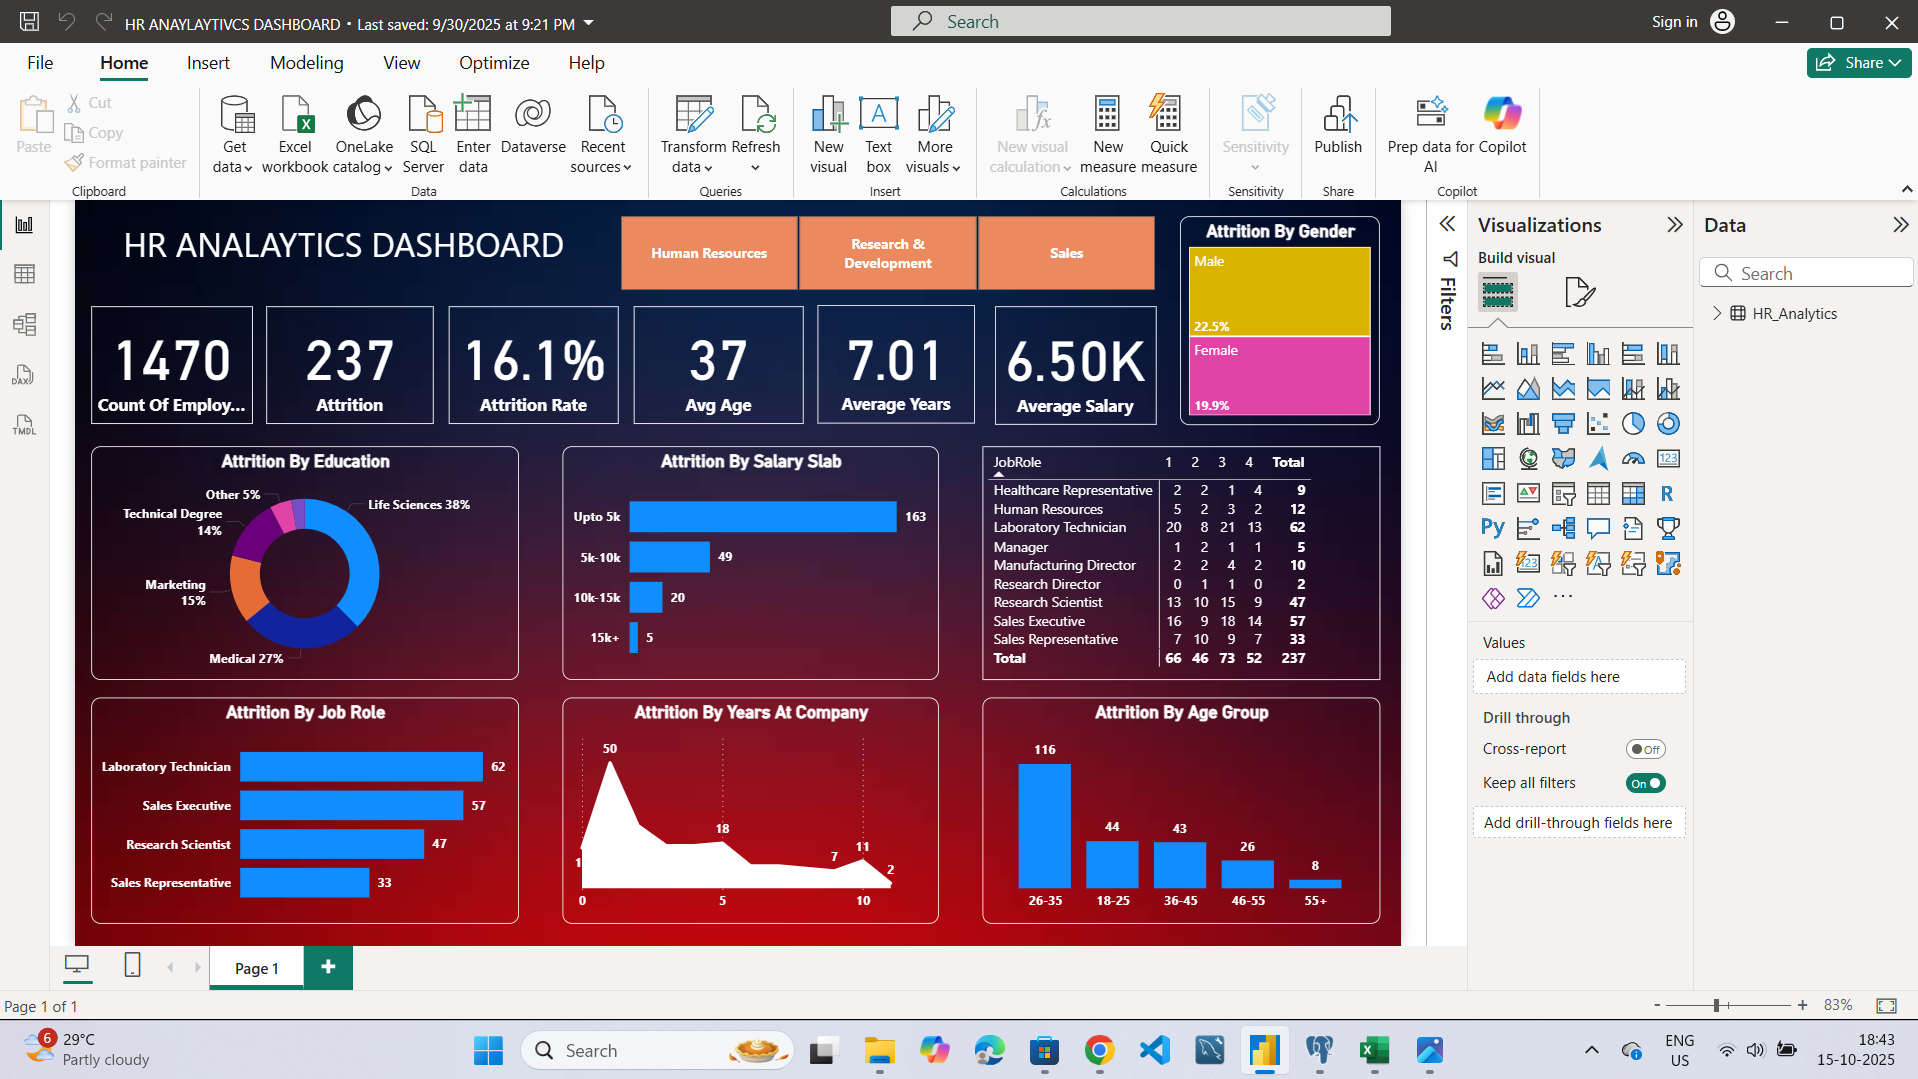 HR ANAYLAYTIVCS DASHBOARD • Last saved: 9/30/2025 at 9:21 PM
Search
Sign in
File Home Insert Modeling View Optimize Help
Share
Paste
Cut
Copy
Format painter
Clipboard
Get data
Excel workbook
OneLake catalog
SQL Server
Enter data
Dataverse
Recent sources
Data
Transform data
Refresh
Queries
New visual
Text box
More visuals
Insert
New visual calculation
New measure
Quick measure
Calculations
Sensitivity
Sensitivity
Publish
Share
Prep data for AI
Copilot
Copilot
HR ANALAYTICS DASHBOARD
Human Resources
Research &
Development
Sales
Attrition By Gender
Male
22.5%
Female
19.9%
1470
Count Of Employ...
237
Attrition
16.1%
Attrition Rate
37
Avg Age
7.01
Average Years
6.50K
Average Salary
Attrition By Education
Other 5%
Life Sciences 38%
Technical Degree
14%
Marketing
15%
Medical 27%
Attrition By Salary Slab
Upto 5k 163
5k-10k 49
10k-15k 20
15k+ 5
JobRole 1 2 3 4 Total
Healthcare Representative 2 2 1 4 9
Human Resources 5 2 3 2 12
Laboratory Technician 20 8 21 13 62
Manager 1 2 1 1 5
Manufacturing Director 2 2 4 2 10
Research Director 0 1 1 0 2
Research Scientist 13 10 15 9 47
Sales Executive 16 9 18 14 57
Sales Representative 7 10 9 7 33
Total 66 46 73 52 237
Attrition By Job Role
Laboratory Technician 62
Sales Executive 57
Research Scientist 47
Sales Representative 33
Attrition By Years At Company
50
18
11
7
2
0 5 10
Attrition By Age Group
116
44
43
26
8
26-35 18-25 36-45 46-55 55+
Filters
Visualizations
Build visual
Values
Add data fields here
Drill through
Cross-report
Off
Keep all filters
On
Add drill-through fields here
Data
Search
HR_Analytics
DAX
TMDL
Page 1
Page 1 of 1
- + 83%
6
29°C
Partly cloudy
Search
ENG
US
18:43
15-10-2025